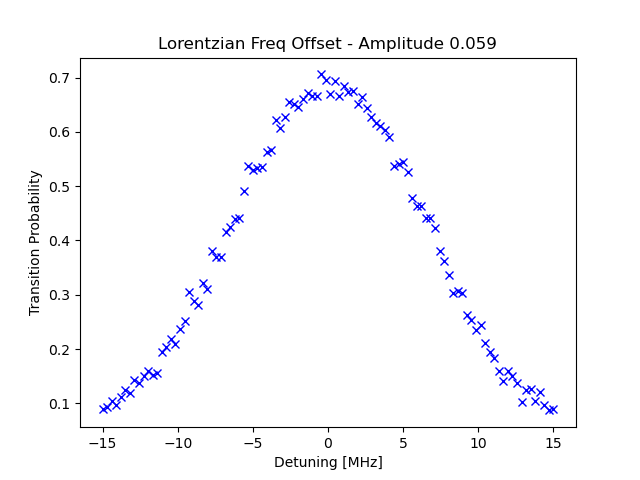 Lorentzian Freq Offset - Amplitude 0.059
Transition Probability
0.7
0.6
0.5
0.4
0.3
0.2
0.1
−15 −10 −5 0 5 10 15
Detuning [MHz]